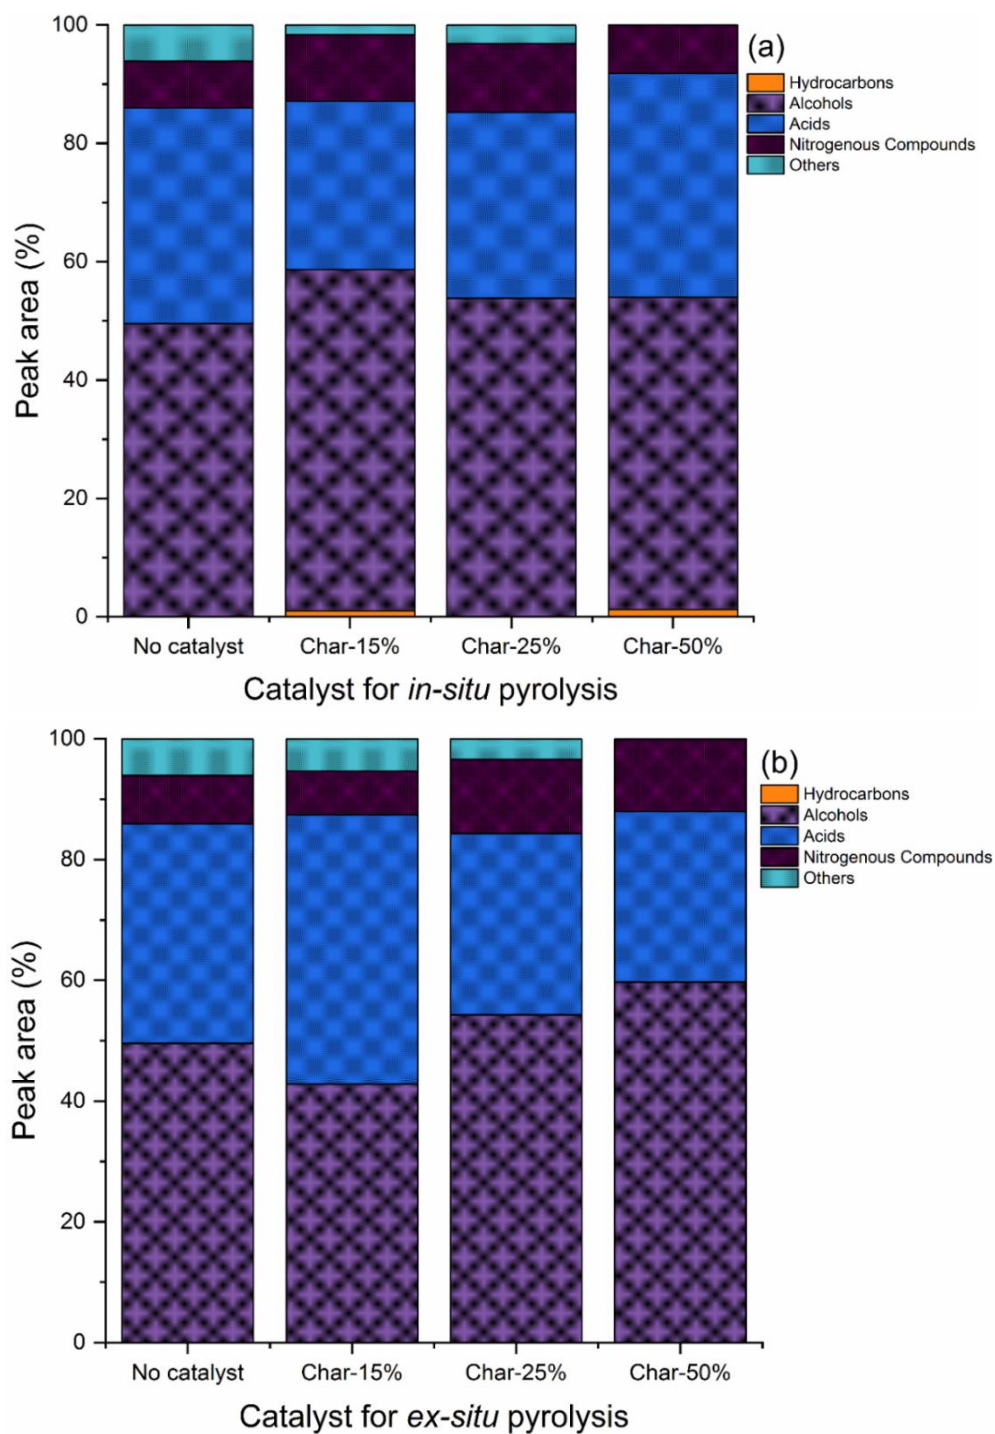 100
80
60
40
20
0
Peak area (%)
(a)
Hydrocarbons
Alcohols
Acids
Nitrogenous Compounds
Others
No catalyst
Char-15%
Char-25%
Char-50%
Catalyst for in-situ pyrolysis
100
80
60
40
20
0
Peak area (%)
(b)
Hydrocarbons
Alcohols
Acids
Nitrogenous Compounds
Others
No catalyst
Char-15%
Char-25%
Char-50%
Catalyst for ex-situ pyrolysis